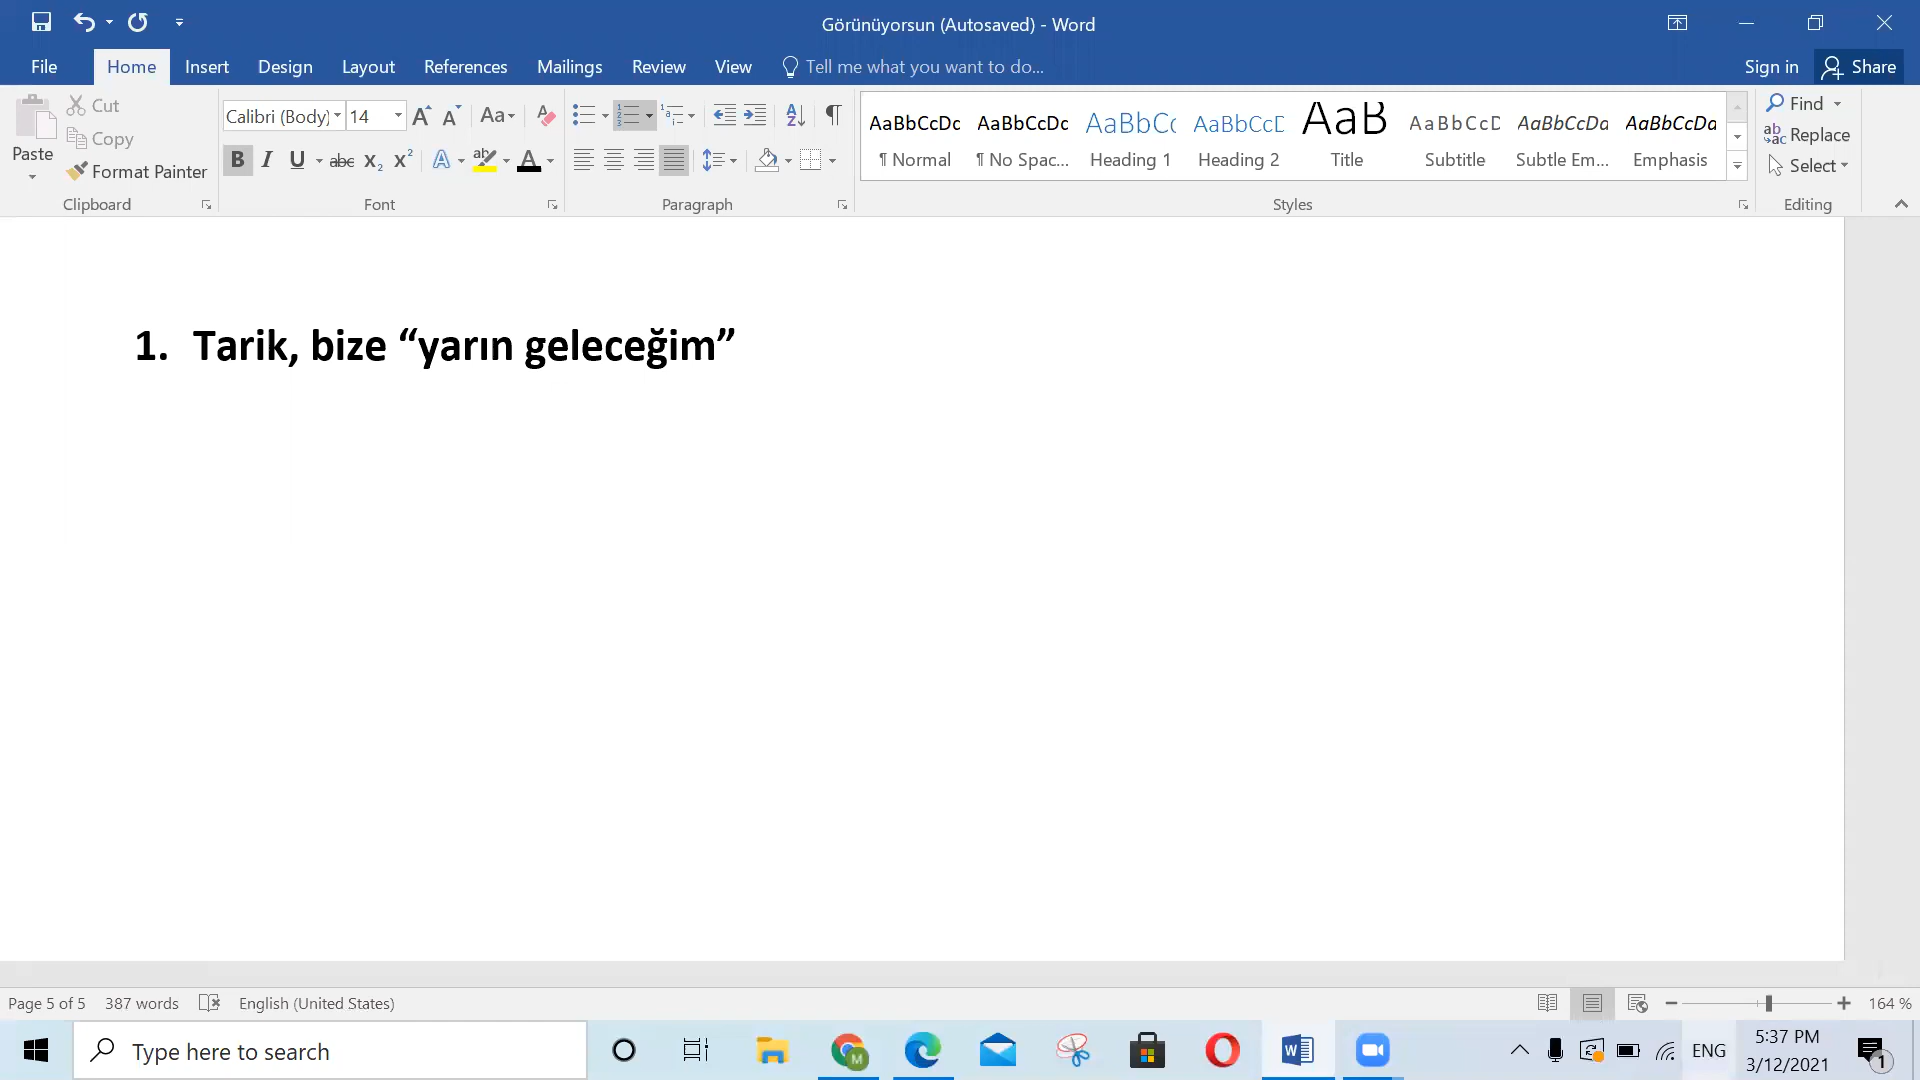 Görünüyorsun (Autosaved) - Word
File Home Insert Design Layout References Mailings Review View Tell me what you want to do... Sign in Share
Paste Cut Copy Format Painter Clipboard
Calibri (Body) 14 Font
Paragraph
AaBbCcDc AaBbCcDc AaBbCc AaBbCcD AaB AaBbCcD AaBbCcDa AaBbCcDa
¶ Normal ¶ No Spac... Heading 1 Heading 2 Title Subtitle Subtle Em... Emphasis
Styles
Find Replace Select Editing
1. Tarik, bize “yarın geleceğim”
Page 5 of 5 387 words English (United States) 164 %
Type here to search
ENG 5:37 PM
3/12/2021 1